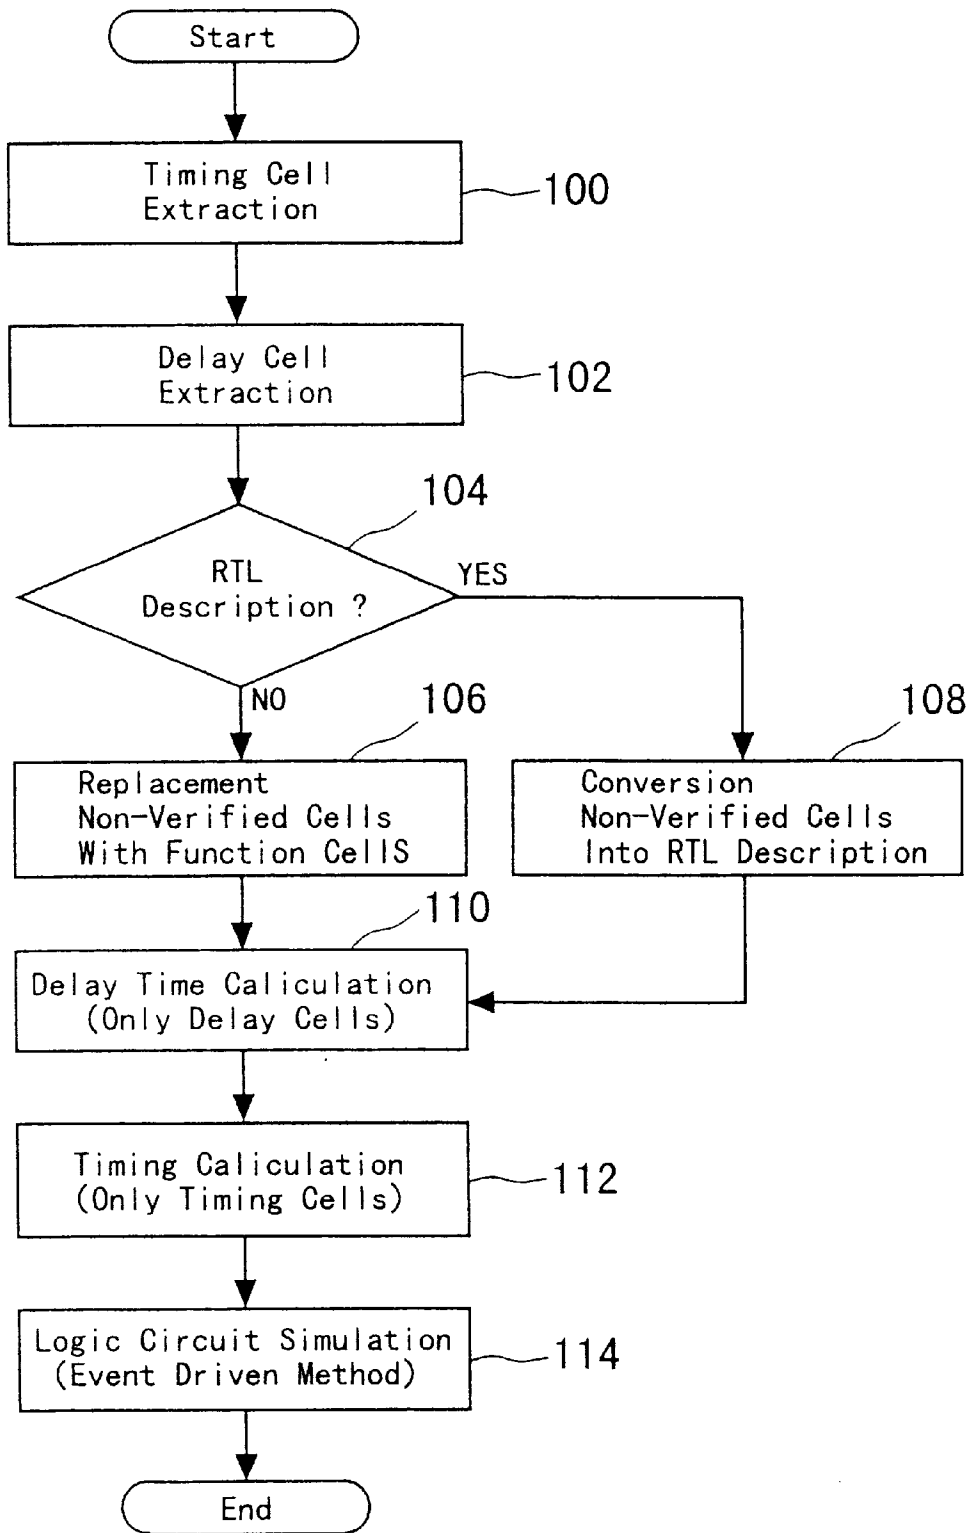 Start
Timing Cell
Extraction
100
Delay Cell
Extraction
102
104
RTL
Description ?
YES
NO
106
108
Replacement
Non-Verified Cells
With Function CellS
Conversion
Non-Verified Cells
Into RTL Description
110
Delay Time Caliculation
(Only Delay Cells)
Timing Caliculation
(Only Timing Cells)
112
Logic Circuit Simulation
(Event Driven Method)
114
End